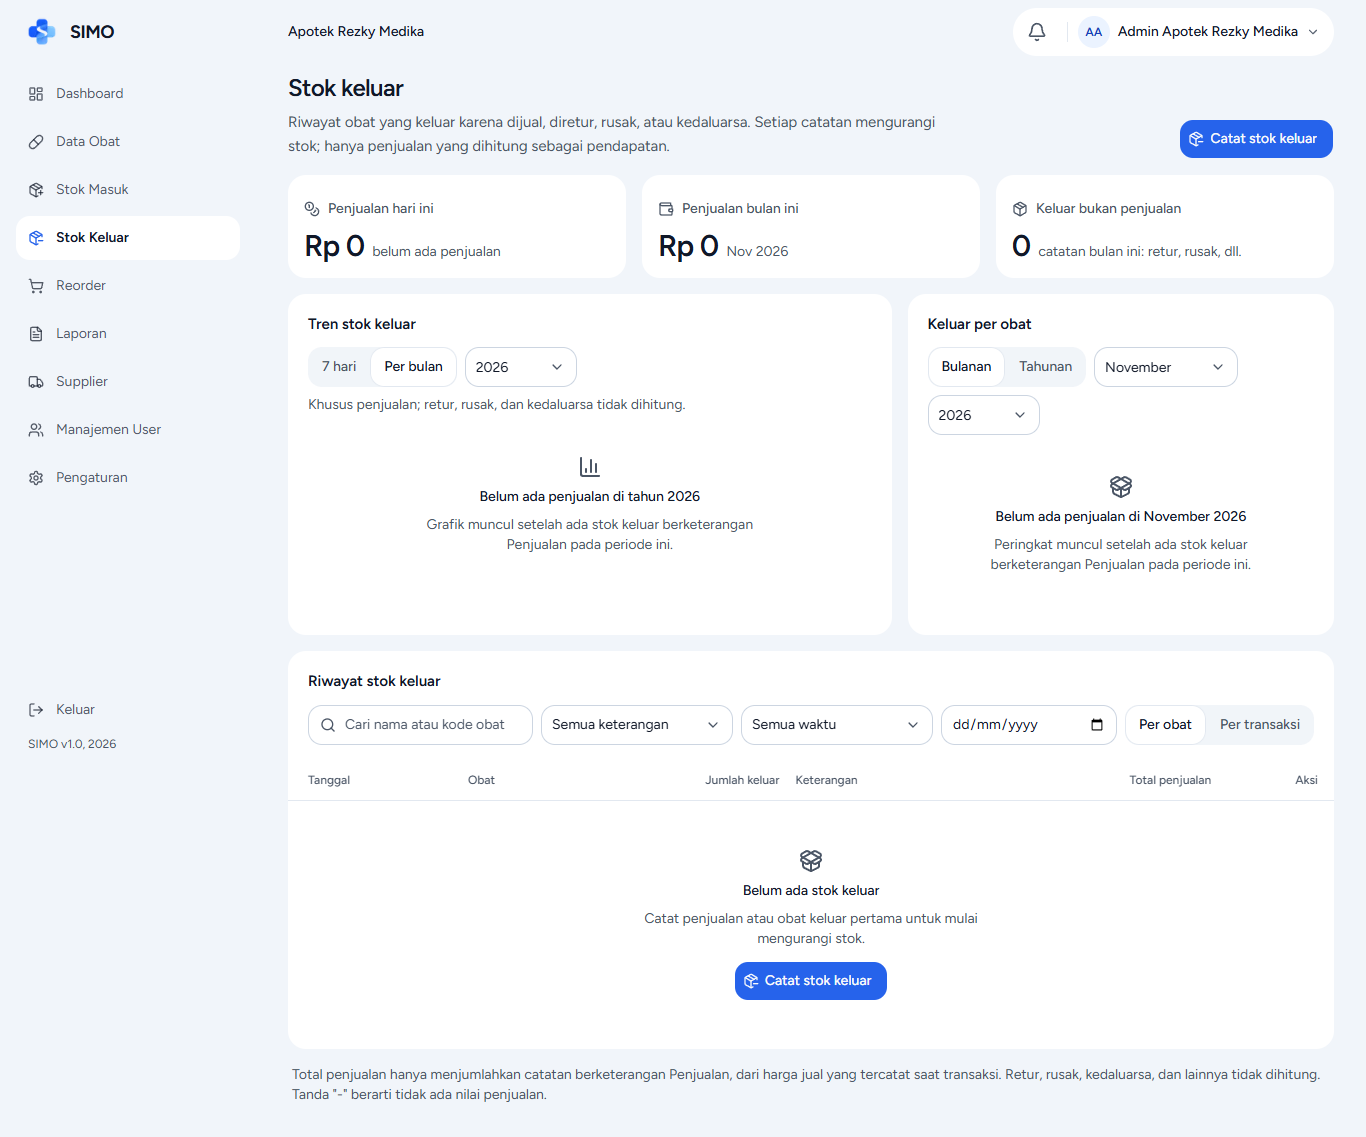 SIMO
Apotek Rezky Medika
AA
Admin Apotek Rezky Medika
Dashboard
Data Obat
Stok Masuk
Stok Keluar
Reorder
Laporan
Supplier
Manajemen User
Pengaturan
Keluar
SIMO v1.0, 2026
Stok keluar
Riwayat obat yang keluar karena dijual, diretur, rusak, atau kedaluarsa. Setiap catatan mengurangi
stok; hanya penjualan yang dihitung sebagai pendapatan.
Catat stok keluar
Penjualan hari ini
Rp 0 belum ada penjualan
Penjualan bulan ini
Rp 0 Nov 2026
Keluar bukan penjualan
0 catatan bulan ini: retur, rusak, dll.
Tren stok keluar
7 hari
Per bulan
2026
Khusus penjualan; retur, rusak, dan kedaluarsa tidak dihitung.
Belum ada penjualan di tahun 2026
Grafik muncul setelah ada stok keluar berketerangan
Penjualan pada periode ini.
Keluar per obat
Bulanan
Tahunan
November
2026
Belum ada penjualan di November 2026
Peringkat muncul setelah ada stok keluar
berketerangan Penjualan pada periode ini.
Riwayat stok keluar
Cari nama atau kode obat
Semua keterangan
Semua waktu
dd/mm/yyyy
Per obat
Per transaksi
Tanggal
Obat
Jumlah keluar
Keterangan
Total penjualan
Aksi
Belum ada stok keluar
Catat penjualan atau obat keluar pertama untuk mulai
mengurangi stok.
Catat stok keluar
Total penjualan hanya menjumlahkan catatan berketerangan Penjualan, dari harga jual yang tercatat saat transaksi. Retur, rusak, kedaluarsa, dan lainnya tidak dihitung.
Tanda "-" berarti tidak ada nilai penjualan.